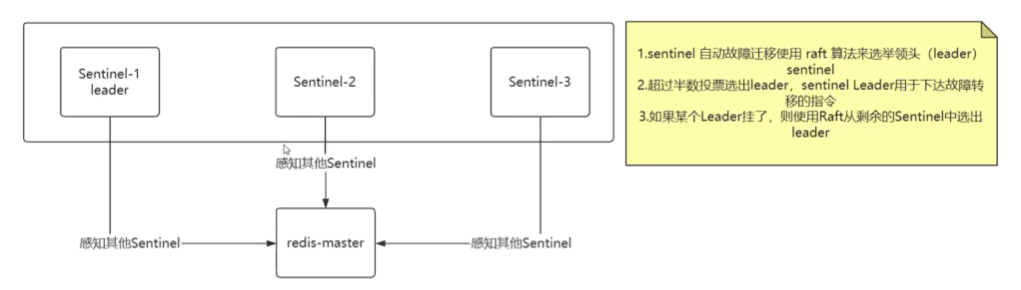 Sentinel-1
leader
Sentinel-2
Sentinel-3
1.sentinel 自动故障迁移使用 raft 算法来选举领头（leader）
sentinel
2.超过半数投票选出leader，sentinel Leader用于下达故障转
移的指令
3.如果某个Leader挂了，则使用Raft从剩余的Sentinel中选出
leader
感知其他Sentinel
感知其他Sentinel
redis-master
感知其他Sentinel